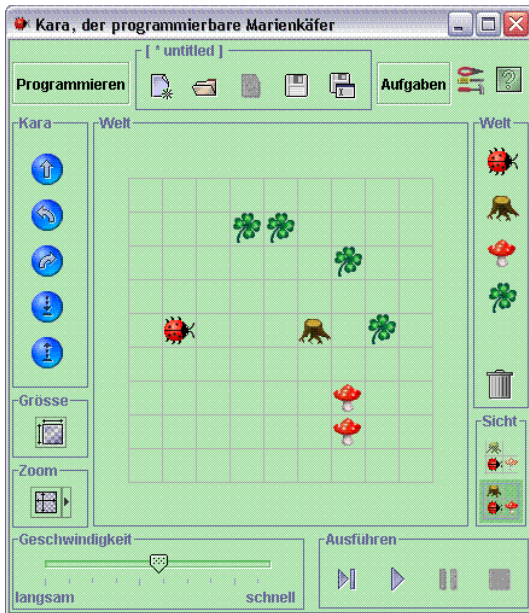 Kara, der programmierbare Marienkäfer
[ * untitled ]
Programmieren
Aufgaben
Kara
Welt
Welt
Grösse
Zoom
Sicht
Geschwindigkeit
langsam
schnell
Ausführen